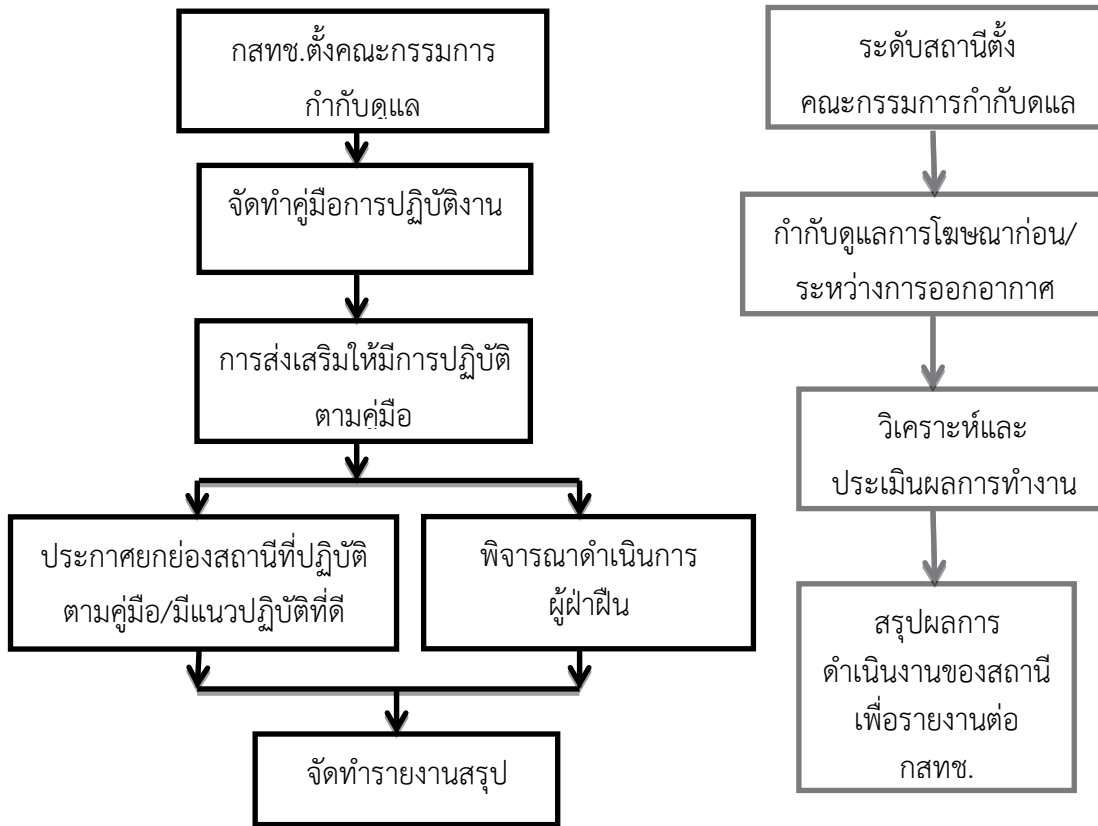 กสทช.ตั้งคณะกรรมการ
กำกับดูแล
จัดทำคู่มือการปฏิบัติงาน
การส่งเสริมให้มีการปฏิบัติ
ตามคู่มือ
ประกาศยกย่องสถานีที่ปฏิบัติ
ตามคู่มือ/มีแนวปฏิบัติที่ดี
พิจารณาดำเนินการ
ผู้ฝ่าฝืน
จัดทำรายงานสรุป
ระดับสถานีตั้ง
คณะกรรมการกำกับดแล
กำกับดูแลการโฆษณาก่อน/
ระหว่างการออกอากาศ
วิเคราะห์และ
ประเมินผลการทำงาน
สรุปผลการ
ดำเนินงานของสถานี
เพื่อรายงานต่อ
กสทช.